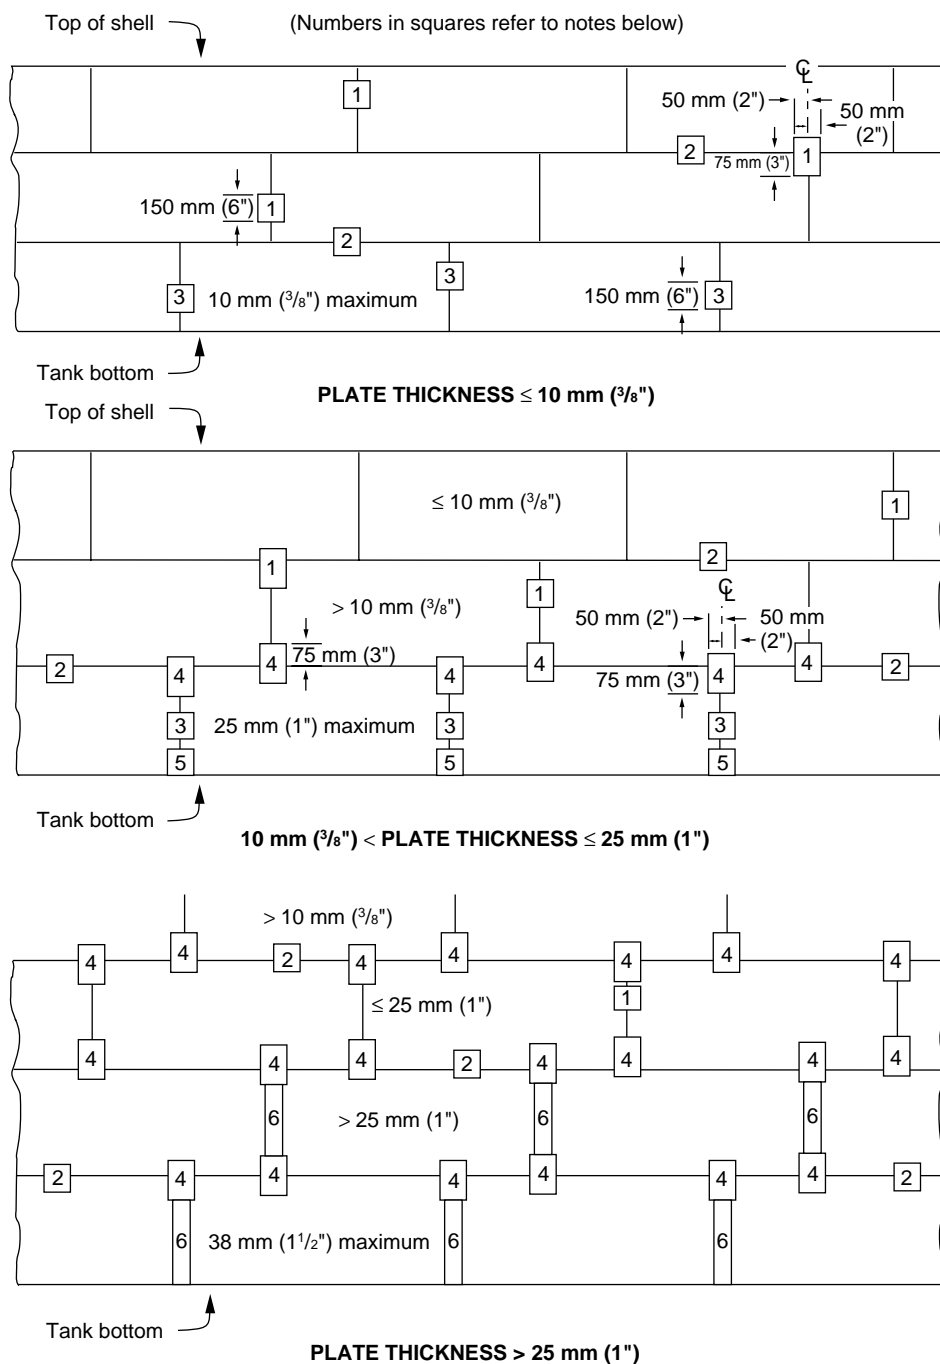 Top of shell
(Numbers in squares refer to notes below)
℄
1
50 mm (2")
50 mm
(2")
2
75 mm (3")
1
150 mm (6")
1
2
3
3
10 mm (3/8") maximum
150 mm (6")
3
Tank bottom
PLATE THICKNESS ≤ 10 mm (3/8")
Top of shell
≤ 10 mm (3/8")
1
1
2
> 10 mm (3/8")
1
℄
50 mm (2")
50 mm
(2")
2
4
4
75 mm (3")
4
4
75 mm (3")
4
4
2
3
25 mm (1") maximum
3
3
5
5
5
Tank bottom
10 mm (3/8") < PLATE THICKNESS ≤ 25 mm (1")
> 10 mm (3/8")
4
4
2
4
4
4
4
4
≤ 25 mm (1")
1
4
4
4
2
4
4
4
4
6
> 25 mm (1")
6
6
2
4
4
4
4
4
4
2
6
38 mm (1 1/2") maximum
6
6
Tank bottom
PLATE THICKNESS > 25 mm (1")